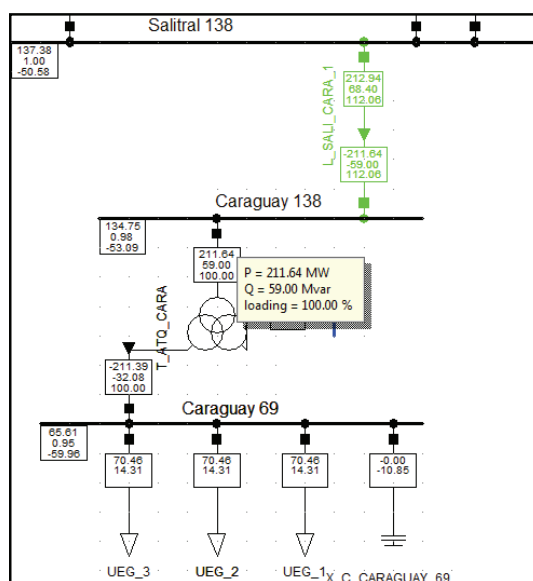 Salitral 138
137.38
1.00
-50.58
L_SALI_CARA_1
212.94
68.40
112.06
-211.64
-59.00
112.06
Caraguay 138
134.75
0.98
-53.09
211.64
59.00
100.00
P = 211.64 MW
Q = 59.00 Mvar
loading = 100.00 %
T_ATQ_CARA
-211.39
-32.08
100.00
Caraguay 69
65.61
0.95
-59.96
70.46
14.31
70.46
14.31
70.46
14.31
-0.00
-10.85
UEG_3
UEG_2
UEG_1
X_C_CARAGUAY_69